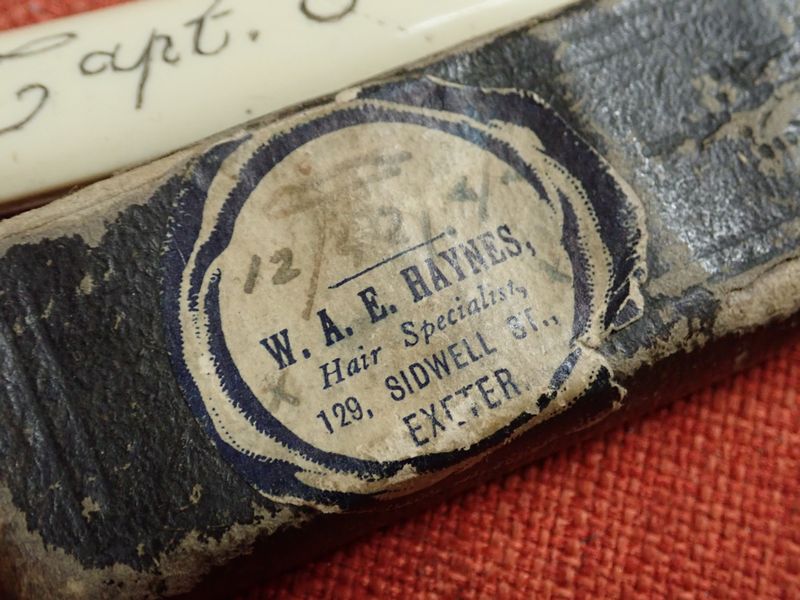 Capt.
12/
W. A. E. HAYNES,
Hair Specialist,
129, SIDWELL ST.,
EXETER.